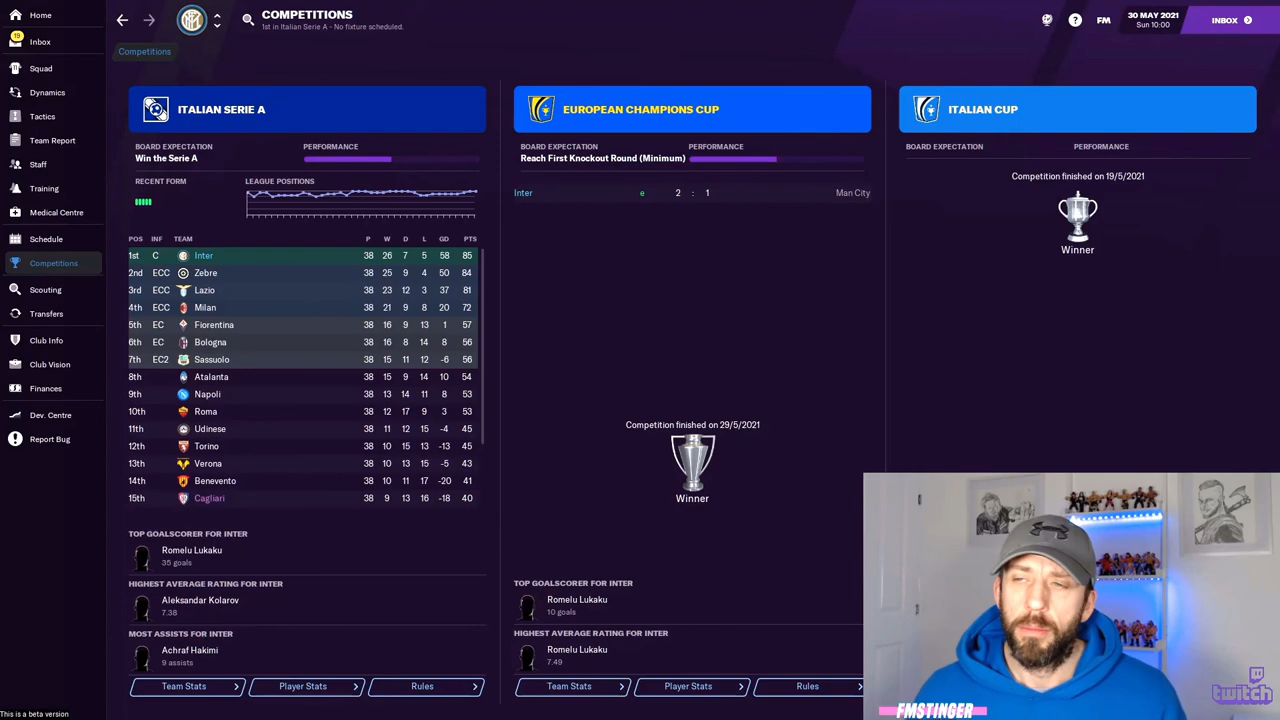 Home
Inbox
19
Squad
Dynamics
Tactics
Team Report
Staff
Training
Medical Centre
Schedule
Competitions
Scouting
Transfers
Club Info
Club Vision
Finances
Dev. Centre
Report Bug
This is a beta version
COMPETITIONS
1st in Italian Serie A - No fixture scheduled.
?
FM
30 MAY 2021
Sun 10:00
INBOX
Competitions
ITALIAN SERIE A
BOARD EXPECTATION PERFORMANCE
Win the Serie A
RECENT FORM LEAGUE POSITIONS
POS INF TEAM P W D L GD PTS
1st C Inter 38 26 7 5 58 85
2nd ECC Zebre 38 25 9 4 50 84
3rd ECC Lazio 38 23 12 3 37 81
4th ECC Milan 38 21 9 8 20 72
5th EC Fiorentina 38 16 9 13 1 57
6th EC Bologna 38 16 8 14 8 56
7th EC2 Sassuolo 38 15 11 12 -6 56
8th Atalanta 38 15 9 14 10 54
9th Napoli 38 13 14 11 8 53
10th Roma 38 12 17 9 3 53
11th Udinese 38 11 12 15 -4 45
12th Torino 38 10 15 13 -13 45
13th Verona 38 10 13 15 -5 43
14th Benevento 38 10 11 17 -20 41
15th Cagliari 38 9 13 16 -18 40
TOP GOALSCORER FOR INTER
Romelu Lukaku
35 goals
HIGHEST AVERAGE RATING FOR INTER
Aleksandar Kolarov
7.38
MOST ASSISTS FOR INTER
Achraf Hakimi
9 assists
Team Stats Player Stats Rules
EUROPEAN CHAMPIONS CUP
BOARD EXPECTATION PERFORMANCE
Reach First Knockout Round (Minimum)
Inter e 2 : 1 Man City
Competition finished on 29/5/2021
Winner
TOP GOALSCORER FOR INTER
Romelu Lukaku
10 goals
HIGHEST AVERAGE RATING FOR INTER
Romelu Lukaku
7.49
Team Stats Player Stats Rules
ITALIAN CUP
BOARD EXPECTATION PERFORMANCE
Competition finished on 19/5/2021
Winner
FMSTINGER
twitch